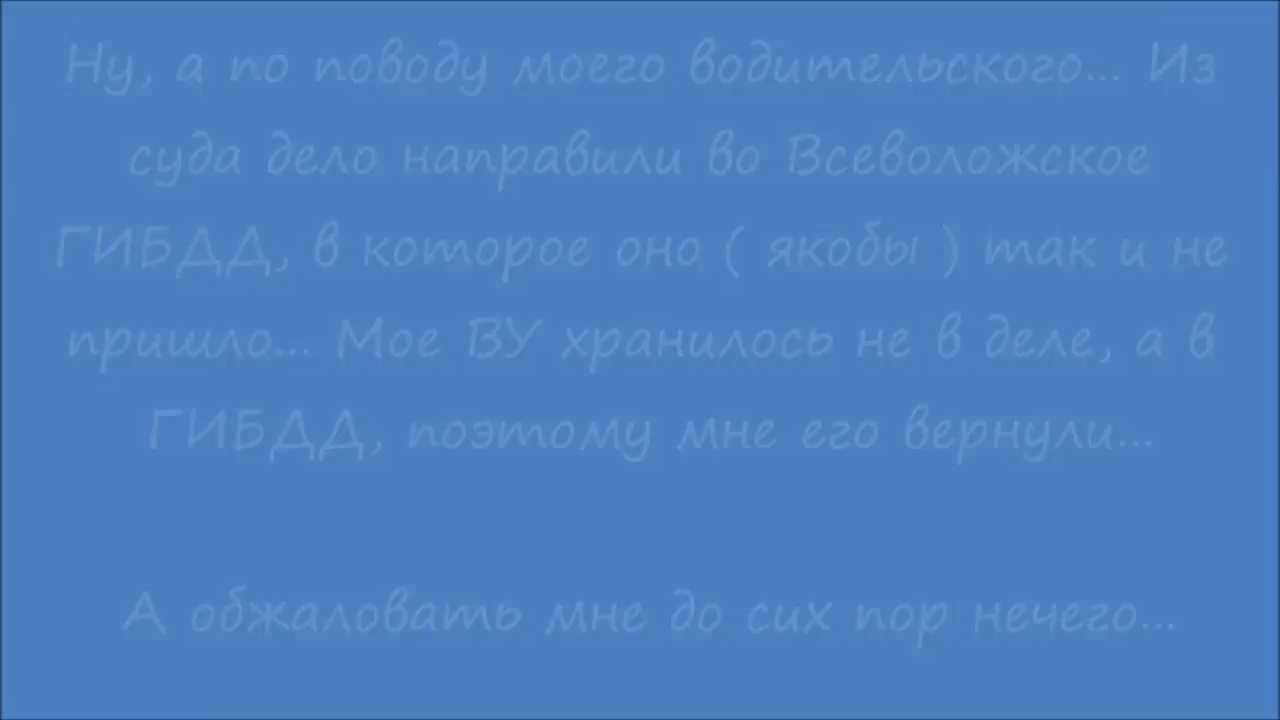 Ну, а по поводу моего водительского... Из
суда дело направили во Всеволожское
ГИБДД, в которое оно ( якобы ) так и не
пришло... Мое ВУ хранилось не в деле, а в
ГИБДД, поэтому мне его вернули...
А обжаловать мне до сих пор нечего...